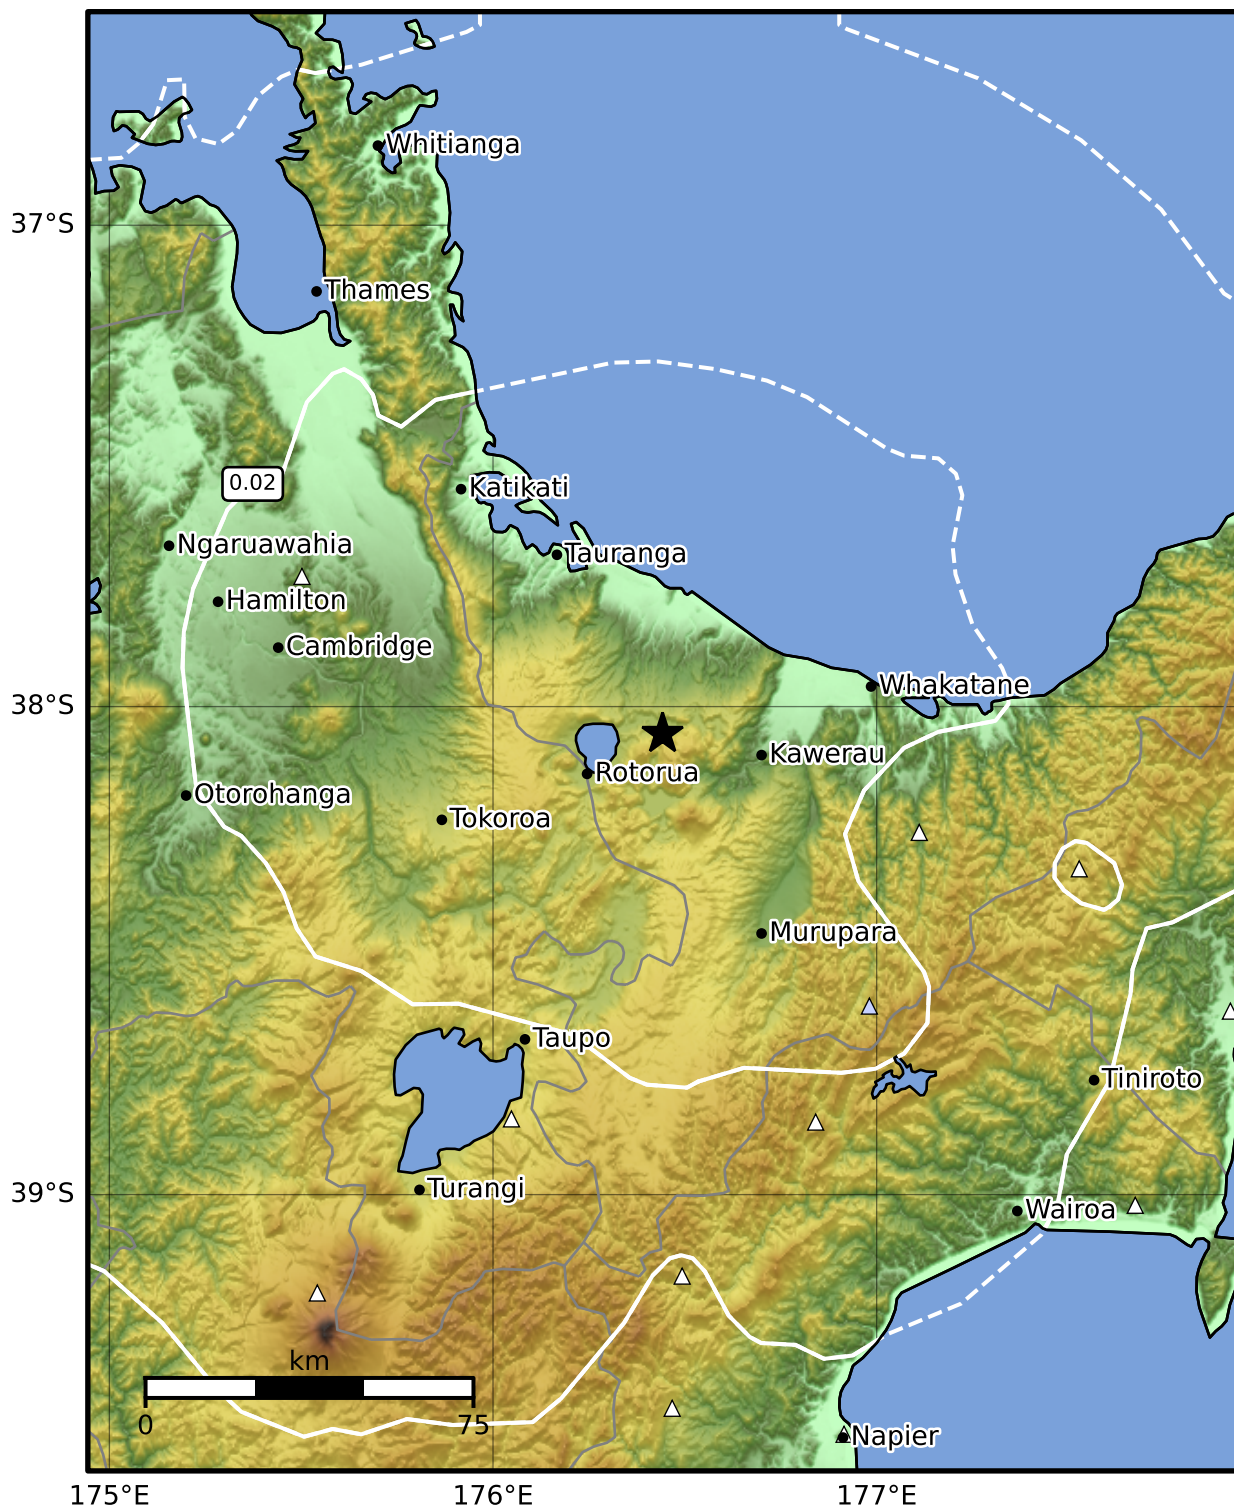 Whitianga
37°S
Thames
0.02
Katikati
Ngaruawahia
Tauranga
Hamilton
Cambridge
Whakatane
38°S
Kawerau
Rotorua
Otorohanga
Tokoroa
Murupara
Taupo
Tiniroto
Turangi
39°S
Wairoa
km
0
75
Napier
175°E
176°E
177°E